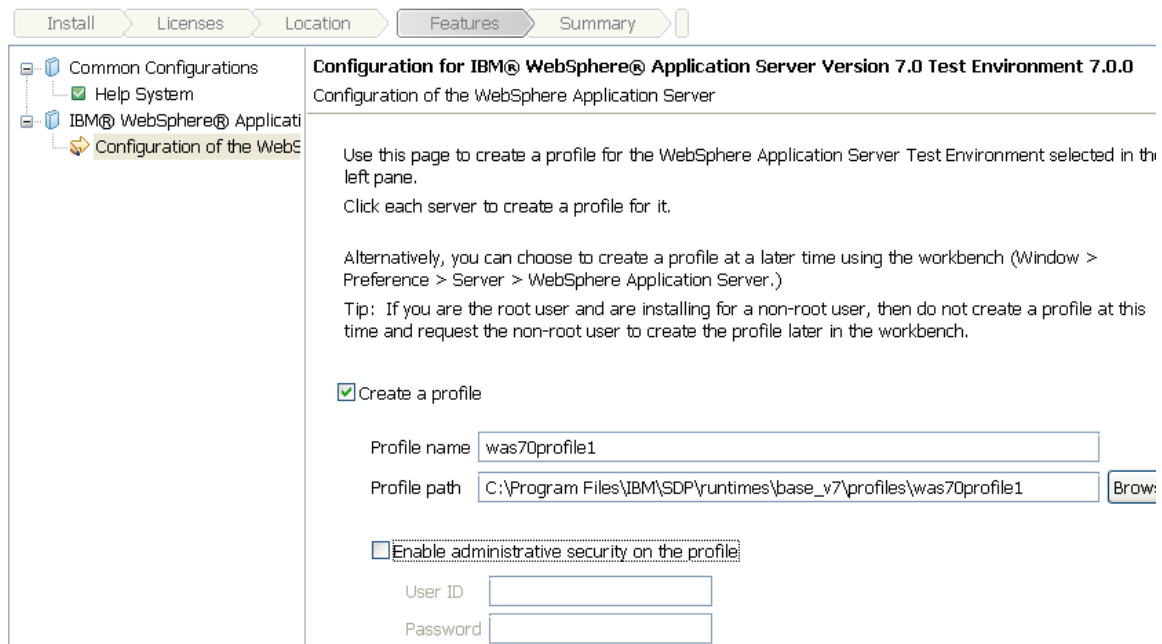 Install Licenses Location Features Summary
Common Configurations
Help System
IBM® WebSphere® Applicati
Configuration of the WebS
Configuration for IBM® WebSphere® Application Server Version 7.0 Test Environment 7.0.0
Configuration of the WebSphere Application Server
Use this page to create a profile for the WebSphere Application Server Test Environment selected in the
left pane.
Click each server to create a profile for it.
Alternatively, you can choose to create a profile at a later time using the workbench (Window >
Preference > Server > WebSphere Application Server.)
Tip: If you are the root user and are installing for a non-root user, then do not create a profile at this
time and request the non-root user to create the profile later in the workbench.
Create a profile
Profile name was70profile1
Profile path C:\Program Files\IBM\SDP\runtimes\base_v7\profiles\was70profile1 Brows
Enable administrative security on the profile
User ID
Password